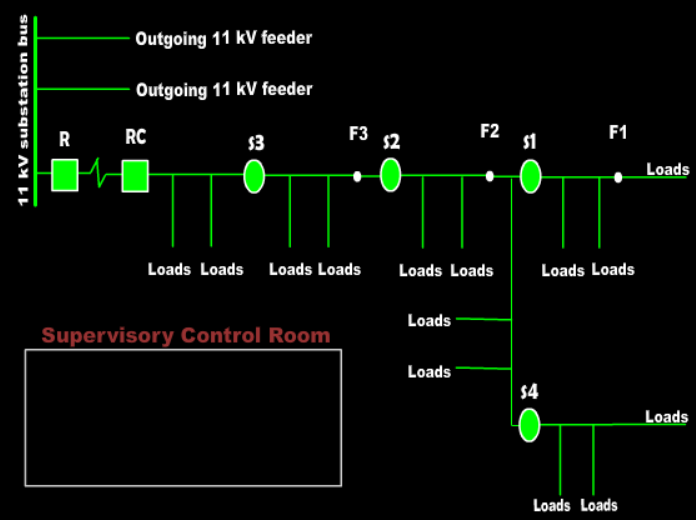 11 kV substation bus
Outgoing 11 kV feeder
Outgoing 11 kV feeder
R
RC
S3
F3
S2
F2
S1
F1
Loads
Loads Loads
Loads Loads
Loads Loads
Loads Loads
Loads
Loads
Supervisory Control Room
S4
Loads
Loads Loads